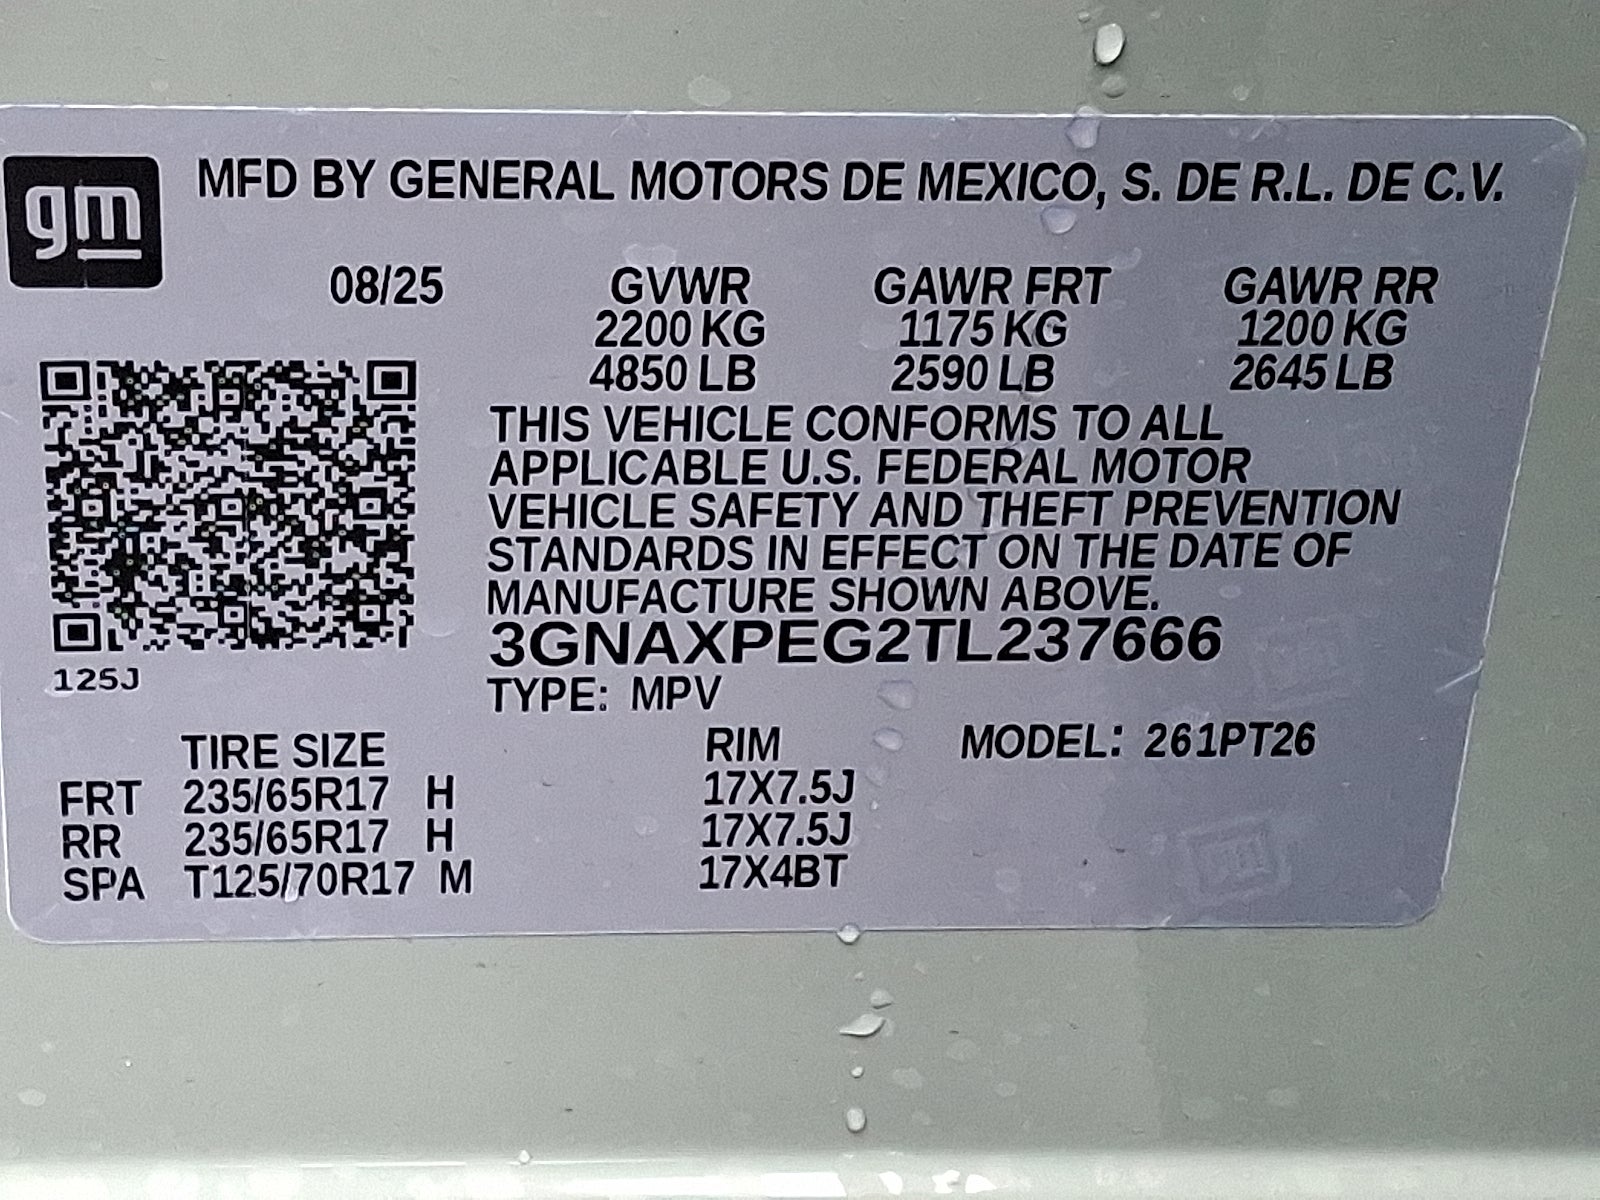 gm
MFD BY GENERAL MOTORS DE MEXICO, S. DE R.L. DE C.V.
08/25 GVWR GAWR FRT GAWR RR
2200 KG 1175 KG 1200 KG
4850 LB 2590 LB 2645 LB
THIS VEHICLE CONFORMS TO ALL
APPLICABLE U.S. FEDERAL MOTOR
VEHICLE SAFETY AND THEFT PREVENTION
STANDARDS IN EFFECT ON THE DATE OF
MANUFACTURE SHOWN ABOVE.
3GNAXPEG2TL237666
125J
TYPE: MPV
TIRE SIZE RIM MODEL: 261PT26
FRT 235/65R17 H 17X7.5J
RR 235/65R17 H 17X7.5J
SPA T125/70R17 M 17X4BT